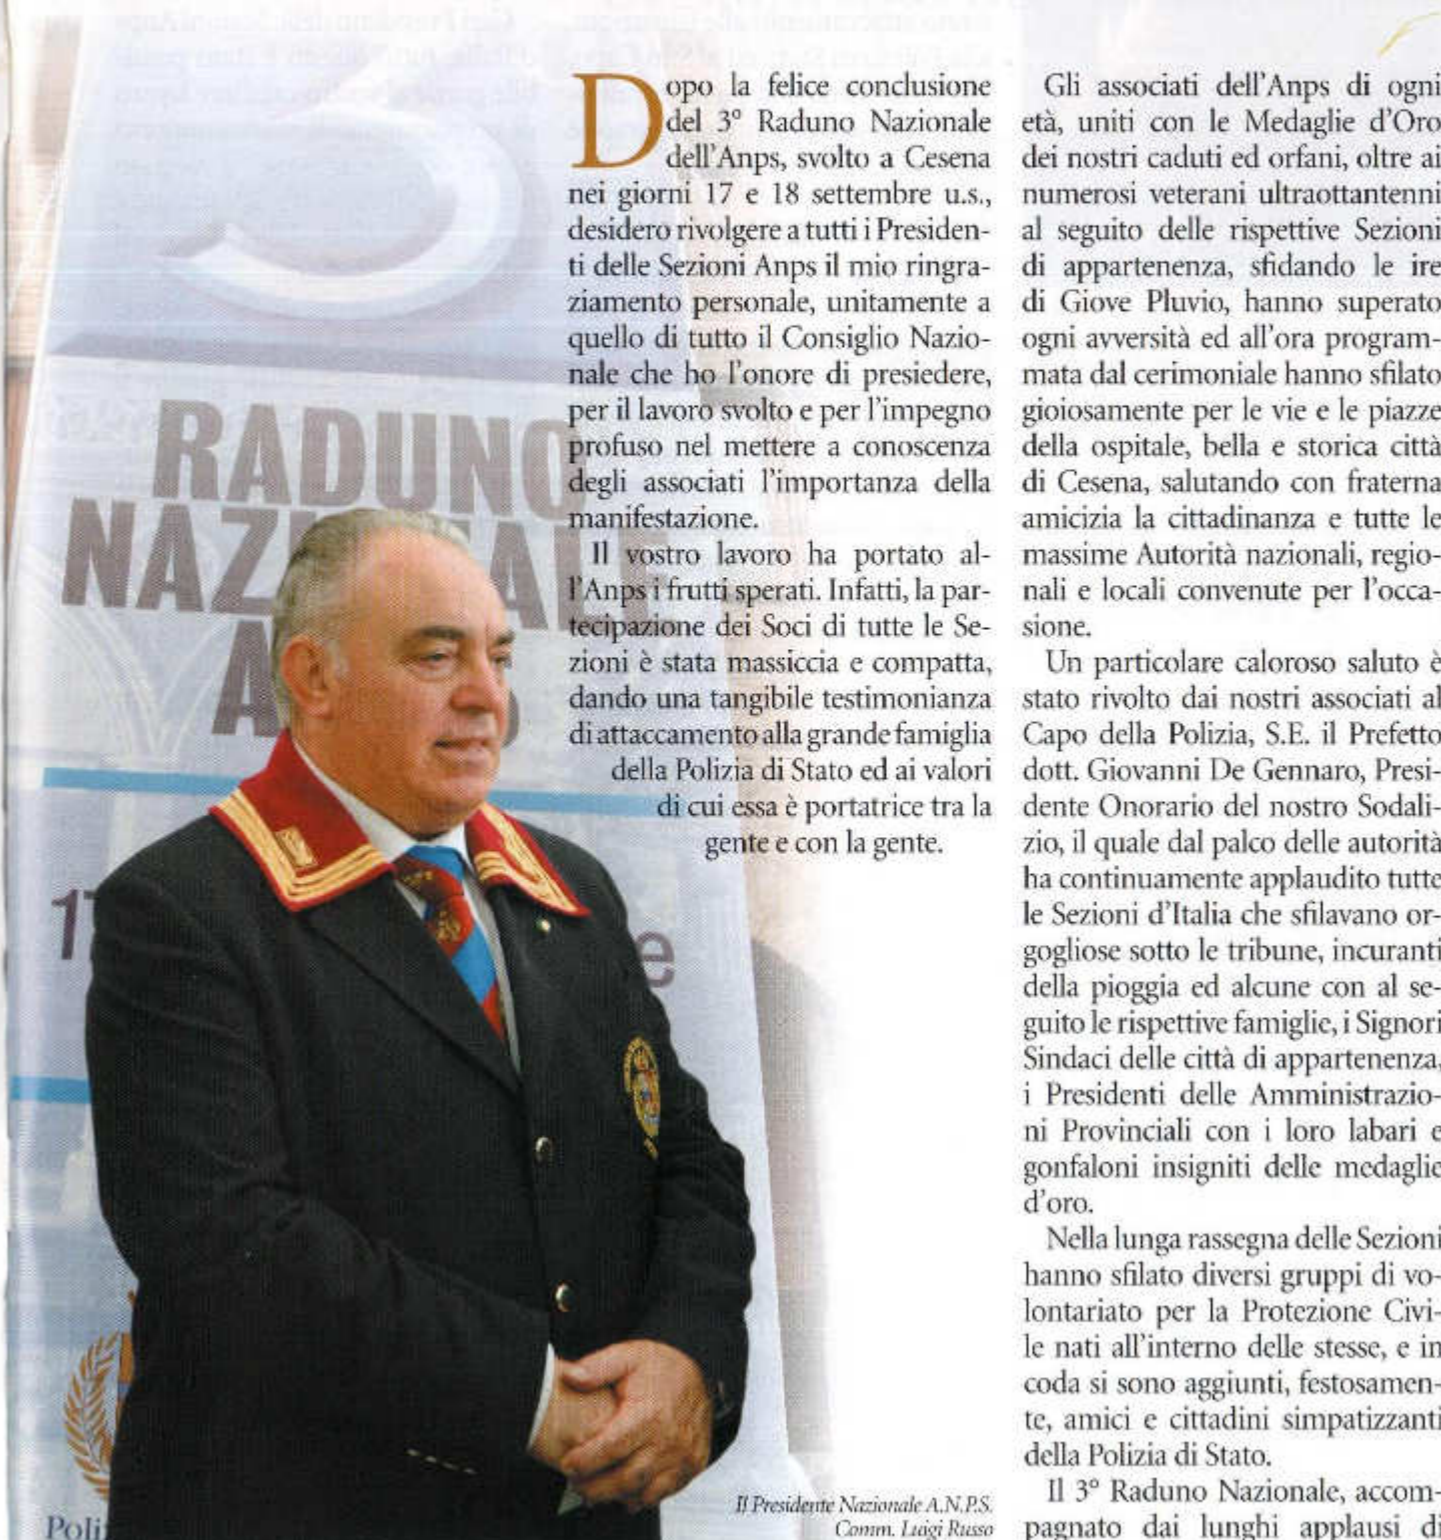 3
RADUNO
NAZIONALE
Dopo la felice conclusione
del 3° Raduno Nazionale
dell'Anps, svolto a Cesena
nei giorni 17 e 18 settembre u.s.,
desidero rivolgere a tutti i Presiden-
ti delle Sezioni Anps il mio ringra-
ziamento personale, unitamente a
quello di tutto il Consiglio Nazio-
nale che ho l'onore di presiedere,
per il lavoro svolto e per l'impegno
profuso nel mettere a conoscenza
degli associati l'importanza della
manifestazione.
Il vostro lavoro ha portato al-
l'Anps i frutti sperati. Infatti, la par-
tecipazione dei Soci di tutte le Se-
zioni è stata massiccia e compatta,
dando una tangibile testimonianza
di attaccamento alla grande famiglia
della Polizia di Stato ed ai valori
di cui essa è portatrice tra la
gente e con la gente.
Il Presidente Nazionale A.N.P.S.
Comm. Luigi Russo
Gli associati dell'Anps di ogni
età, uniti con le Medaglie d'Oro
dei nostri caduti ed orfani, oltre ai
numerosi veterani ultraottantenni
al seguito delle rispettive Sezioni
di appartenenza, sfidando le ire
di Giove Pluvio, hanno superato
ogni avversità ed all'ora program-
mata dal cerimoniale hanno sfilato
gioiosamente per le vie e le piazze
della ospitale, bella e storica città
di Cesena, salutando con fraterna
amicizia la cittadinanza e tutte le
massime Autorità nazionali, regio-
nali e locali convenute per l'occa-
sione.
Un particolare caloroso saluto è
stato rivolto dai nostri associati al
Capo della Polizia, S.E. il Prefetto
dott. Giovanni De Gennaro, Presi-
dente Onorario del nostro Sodali-
zio, il quale dal palco delle autorità
ha continuamente applaudito tutte
le Sezioni d'Italia che sfilavano or-
gogliose sotto le tribune, incuranti
della pioggia ed alcune con al se-
guito le rispettive famiglie, i Signori
Sindaci delle città di appartenenza,
i Presidenti delle Amministrazio-
ni Provinciali con i loro labari e
gonfaloni insigniti delle medaglie
d'oro.
Nella lunga rassegna delle Sezioni
hanno sfilato diversi gruppi di vo-
lontariato per la Protezione Civi-
le nati all'interno delle stesse, e in
coda si sono aggiunti, festosamen-
te, amici e cittadini simpatizzanti
della Polizia di Stato.
Il 3° Raduno Nazionale, accom-
pagnato dai lunghi applausi di